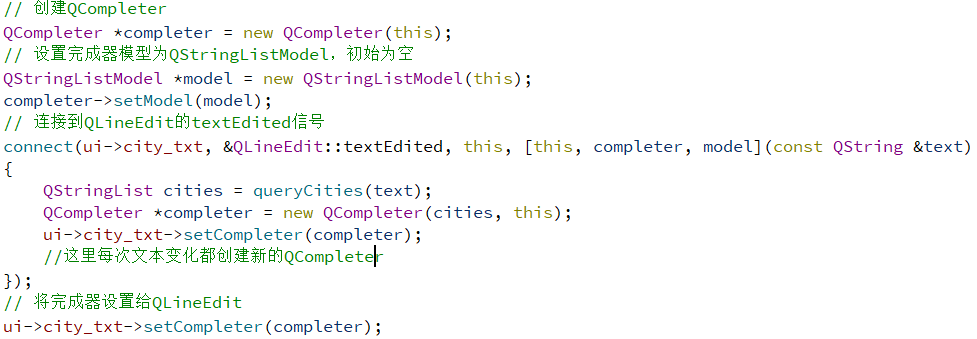 // 创建QCompleter
QCompleter *completer = new QCompleter(this);
// 设置完成器模型为QStringListModel，初始为空
QStringListModel *model = new QStringListModel(this);
completer->setModel(model);
// 连接到QLineEdit的textEdited信号
connect(ui->city_txt, &QLineEdit::textEdited, this, [this, completer, model](const QString &text)
{
    QStringList cities = queryCities(text);
    QCompleter *completer = new QCompleter(cities, this);
    ui->city_txt->setCompleter(completer);
    //这里每次文本变化都创建新的QCompleter
});
// 将完成器设置给QLineEdit
ui->city_txt->setCompleter(completer);